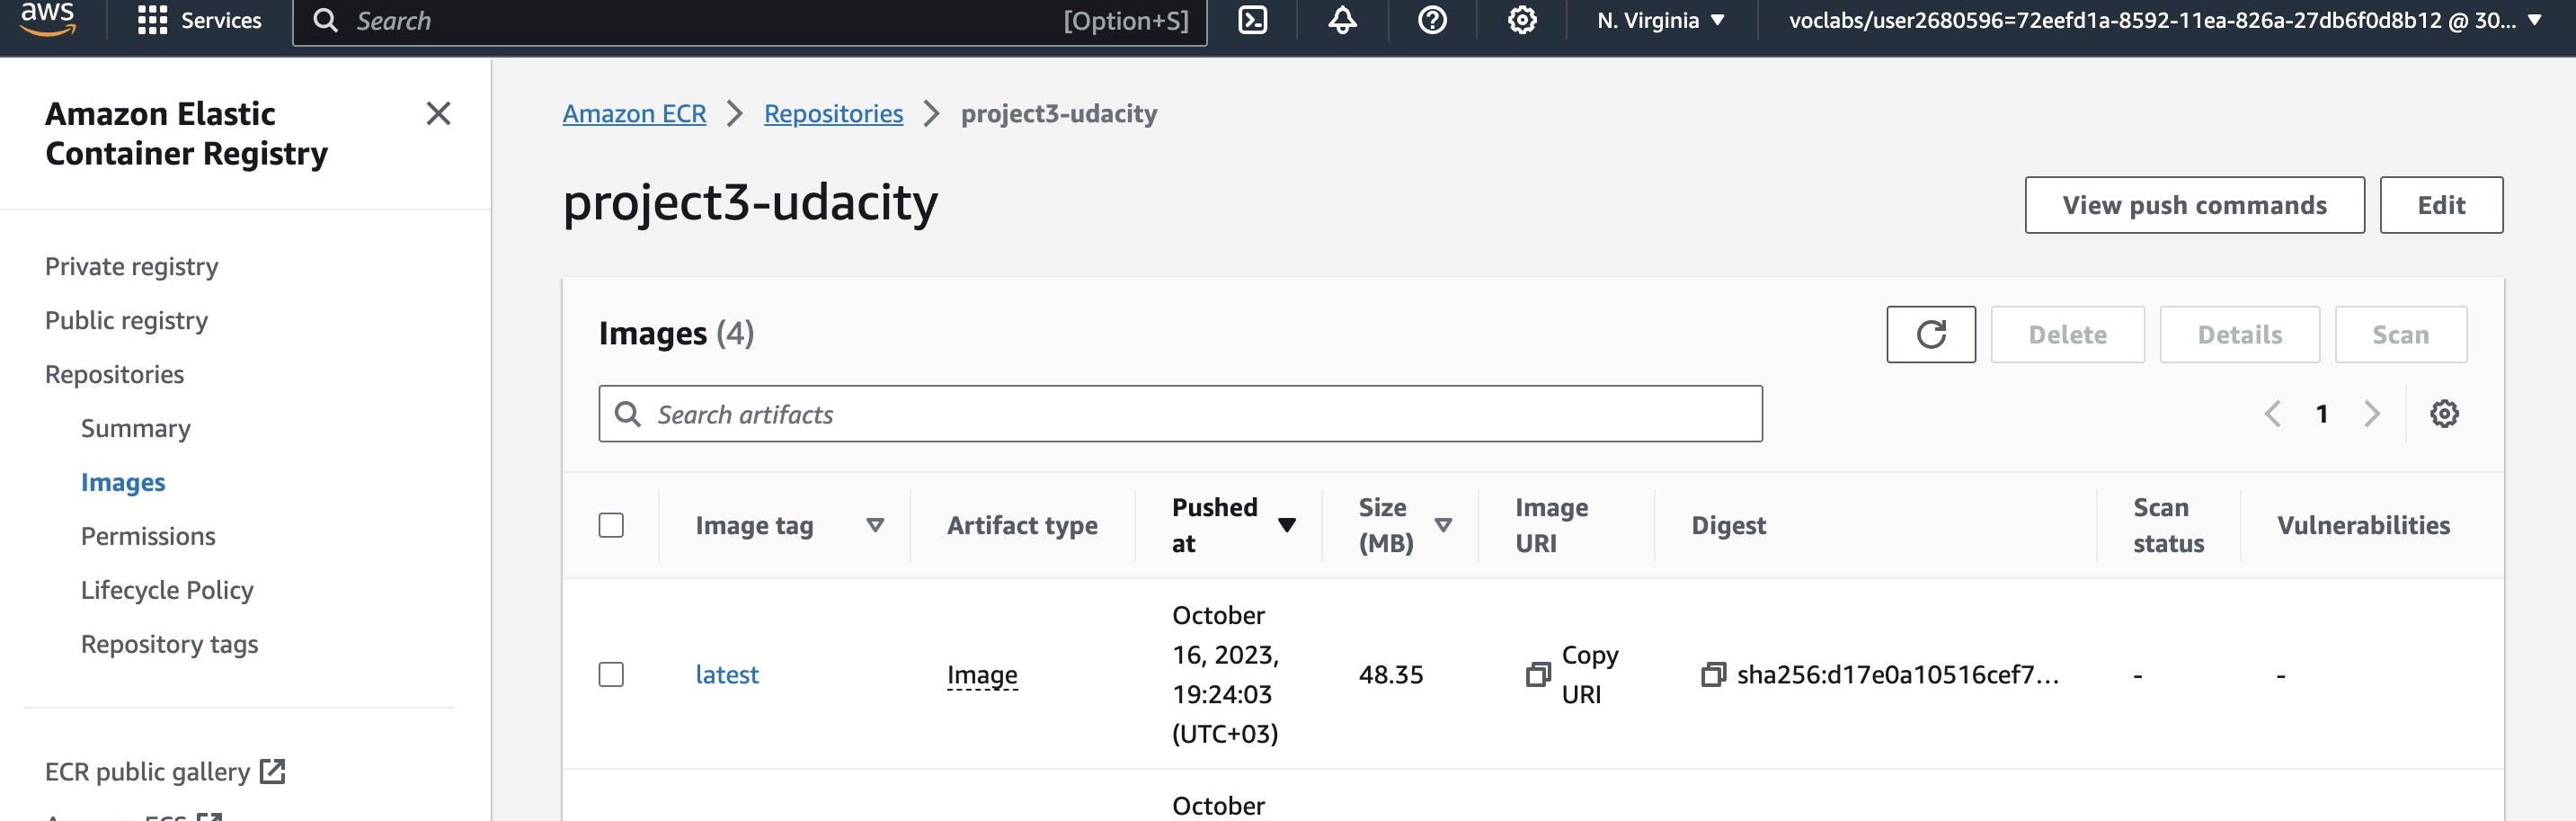 aws
Services
Search
[Option+S]
N. Virginia
voclabs/user2680596=72eefd1a-8592-11ea-826a-27db6f0d8b12 @ 30...
Amazon Elastic
Container Registry
Private registry
Public registry
Repositories
Summary
Images
Permissions
Lifecycle Policy
Repository tags
ECR public gallery
Amazon ECR
Repositories
project3-udacity
project3-udacity
View push commands
Edit
Images (4)
Delete
Details
Scan
Search artifacts
1
Image tag
Artifact type
Pushed
at
Size
(MB)
Image
URI
Digest
Scan
status
Vulnerabilities
latest
Image
October
16, 2023,
19:24:03
(UTC+03)
48.35
Copy
URI
sha256:d17e0a10516cef7...
-
-
October